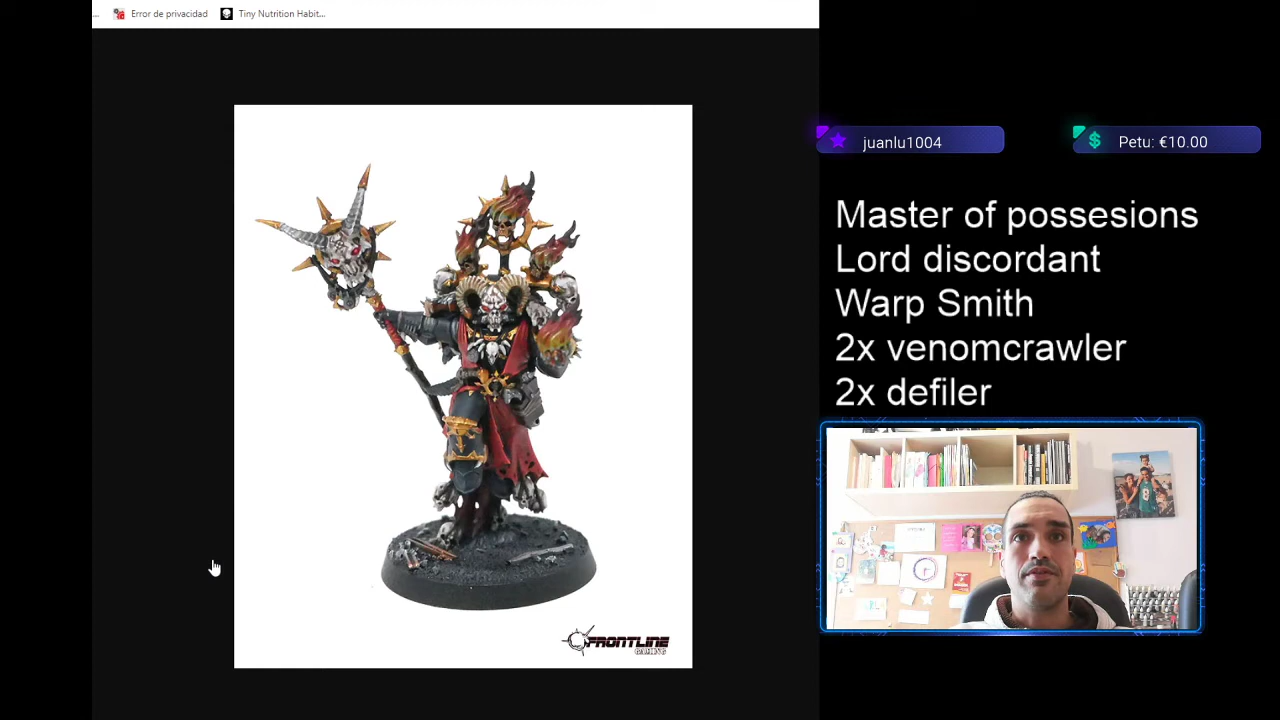 Error de privacidad
Tiny Nutrition Habit...
juanlu1004
Petu: €10.00
Master of possesions
Lord discordant
Warp Smith
2x venomcrawler
2x defiler
FRONTLINE
GAMING